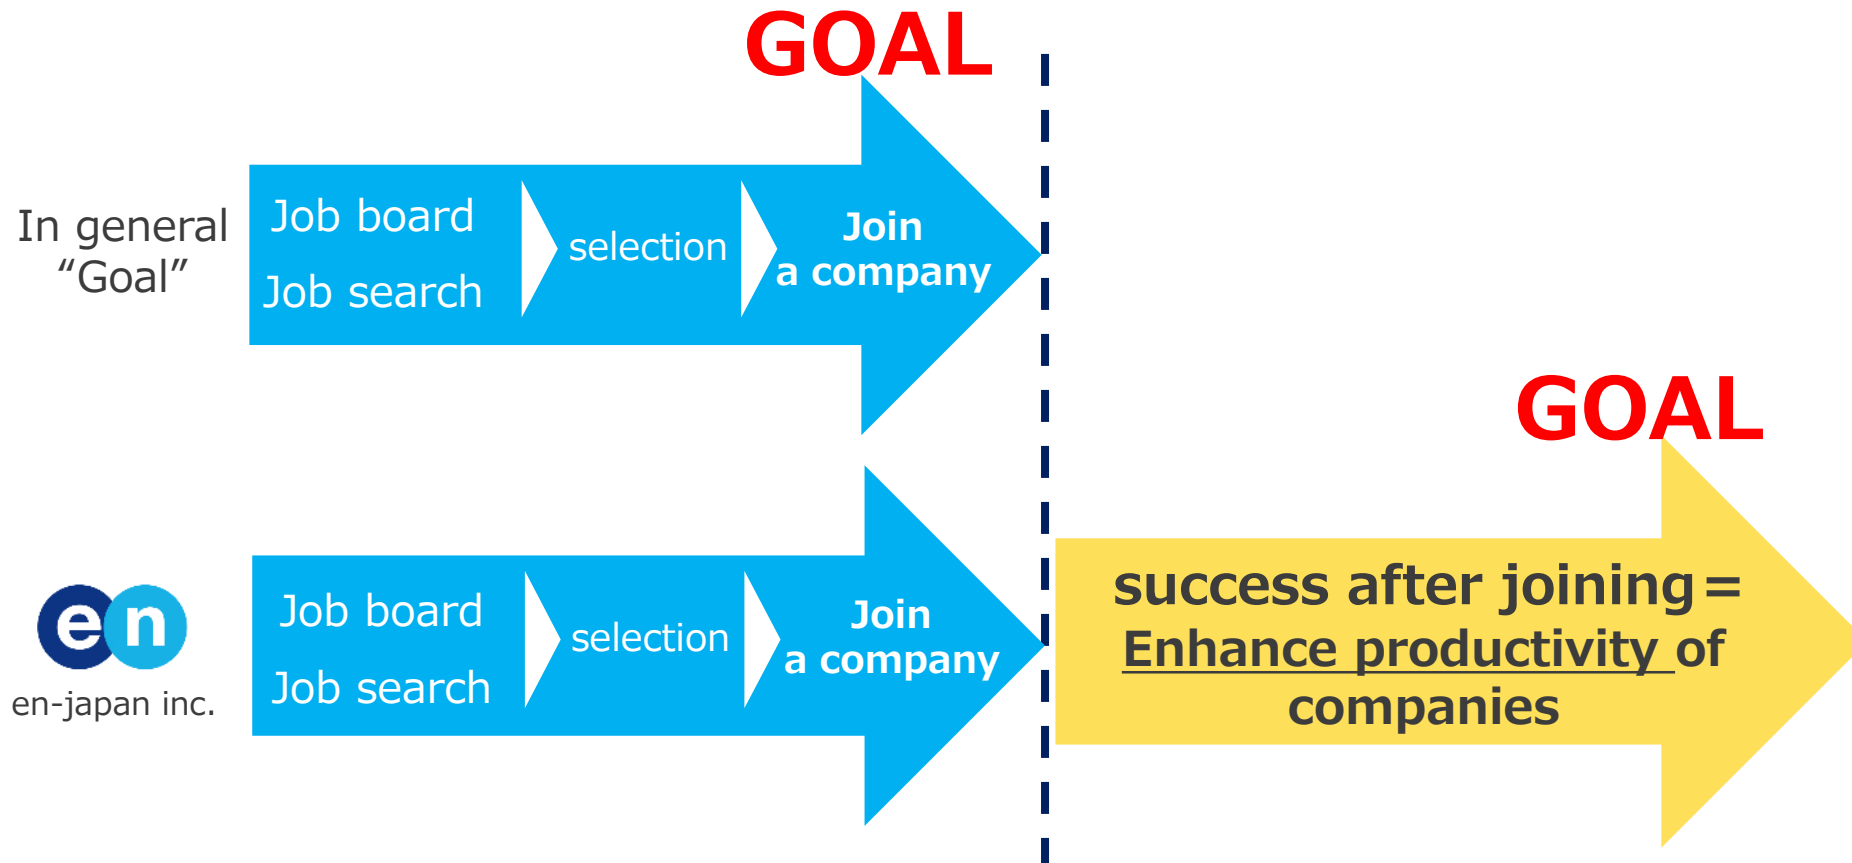 GOAL
In general
“Goal”
Job board
Job search
selection
Join
a company
GOAL
en
en-japan inc.
Job board
Job search
selection
Join
a company
success after joining=
Enhance productivity of
companies